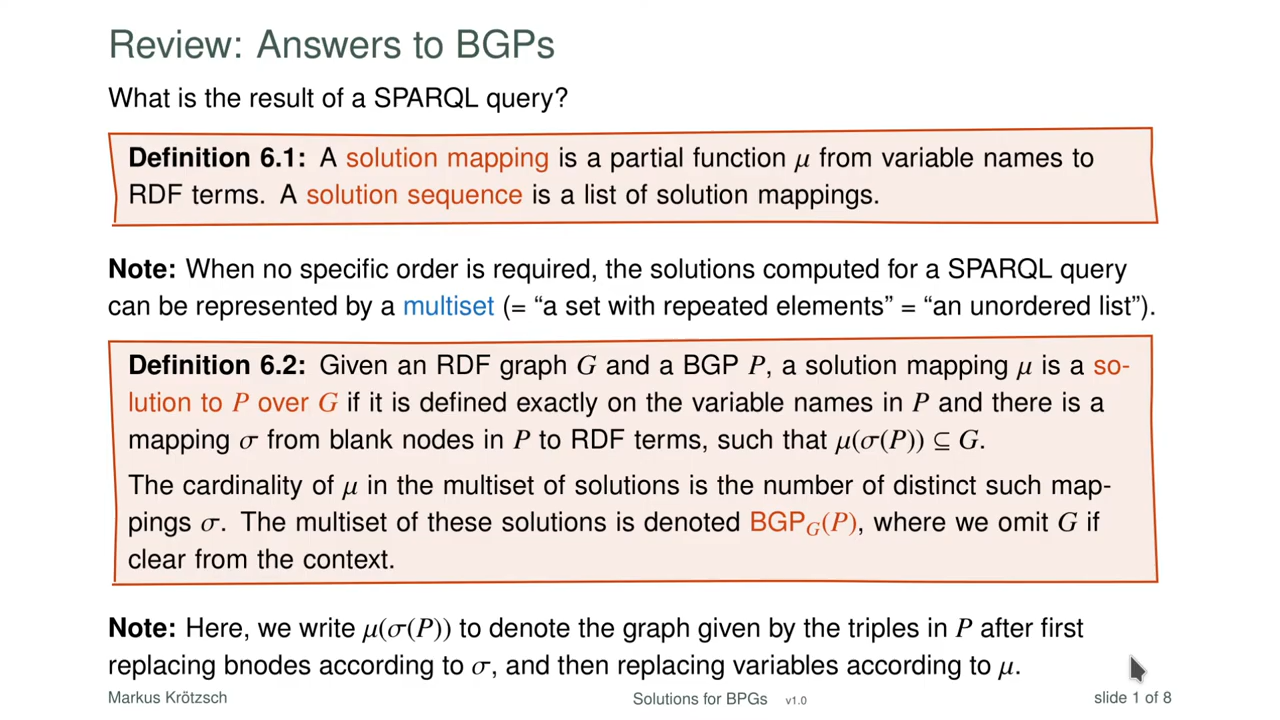 Review: Answers to BGPs
What is the result of a SPARQL query?
Definition 6.1: A solution mapping is a partial function μ from variable names to
RDF terms. A solution sequence is a list of solution mappings.
Note: When no specific order is required, the solutions computed for a SPARQL query
can be represented by a multiset (= “a set with repeated elements” = “an unordered list”).
Definition 6.2: Given an RDF graph G and a BGP P, a solution mapping μ is a so-
lution to P over G if it is defined exactly on the variable names in P and there is a
mapping σ from blank nodes in P to RDF terms, such that μ(σ(P)) ⊆ G.
The cardinality of μ in the multiset of solutions is the number of distinct such map-
pings σ. The multiset of these solutions is denoted BGP_G(P), where we omit G if
clear from the context.
Note: Here, we write μ(σ(P)) to denote the graph given by the triples in P after first
replacing bnodes according to σ, and then replacing variables according to μ.
Markus Krötzsch Solutions for BPGs v1.0 slide 1 of 8